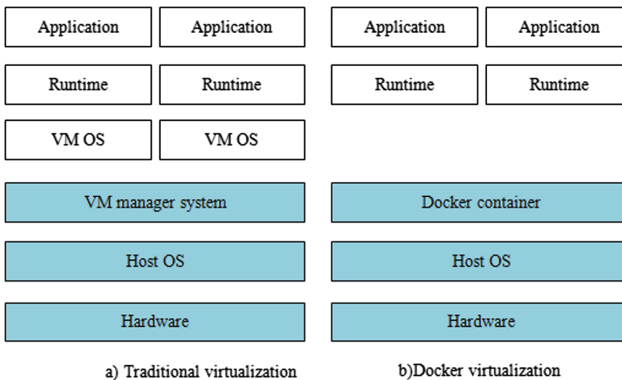 Application Application Application Application
Runtime Runtime Runtime Runtime
VM OS VM OS
VM manager system Docker container
Host OS Host OS
Hardware Hardware
a) Traditional virtualization b)Docker virtualization